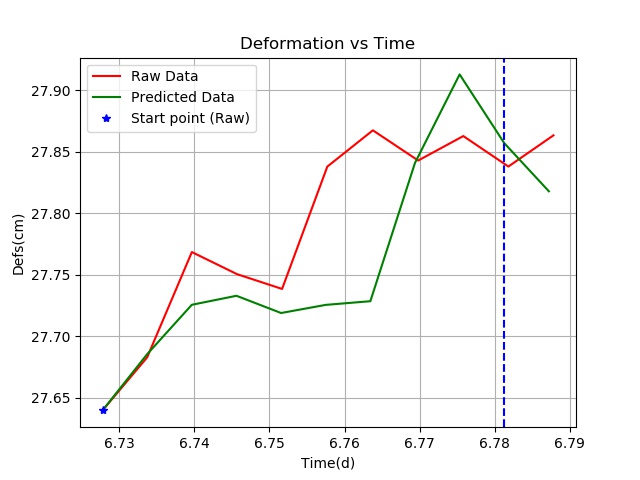 Deformation vs Time
Raw Data
Predicted Data
Start point (Raw)
Defs(cm)
27.90
27.85
27.80
27.75
27.70
27.65
6.73 6.74 6.75 6.76 6.77 6.78 6.79
Time(d)